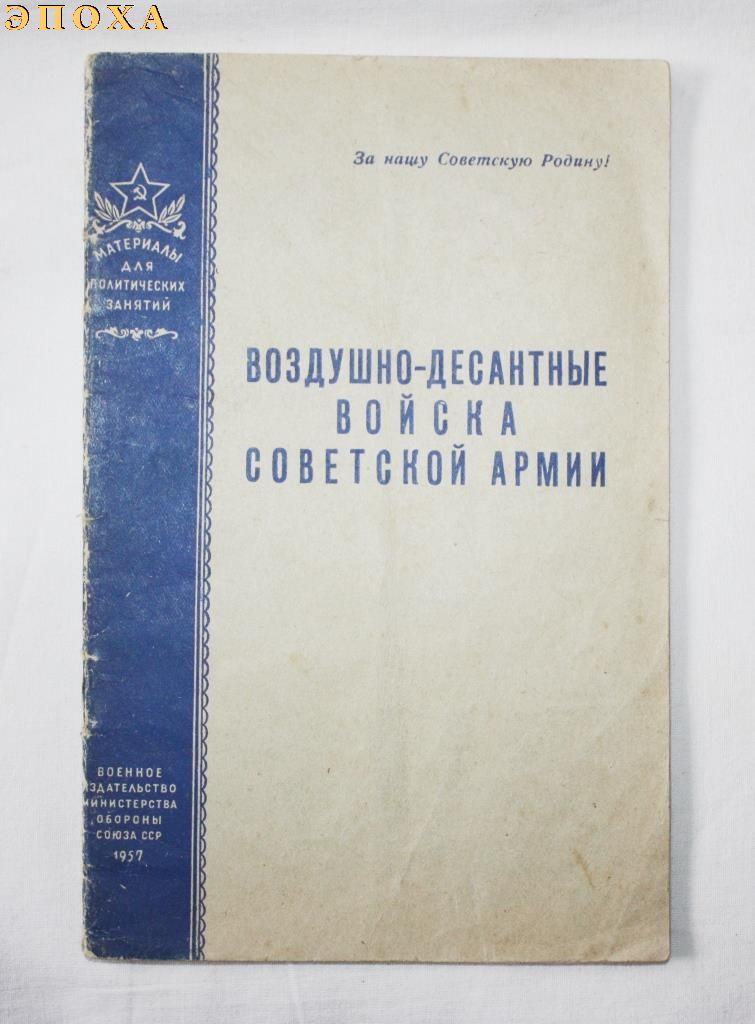 ЭПОХА
За нашу Советскую Родину!
МАТЕРИАЛЫ
ДЛЯ
ПОЛИТИЧЕСКИХ
ЗАНЯТИЙ
ВОЗДУШНО-ДЕСАНТНЫЕ
ВОЙСКА
СОВЕТСКОЙ АРМИИ
ВОЕННОЕ
ИЗДАТЕЛЬСТВО
МИНИСТЕРСТВА
ОБОРОНЫ
СОЮЗА ССР
1957